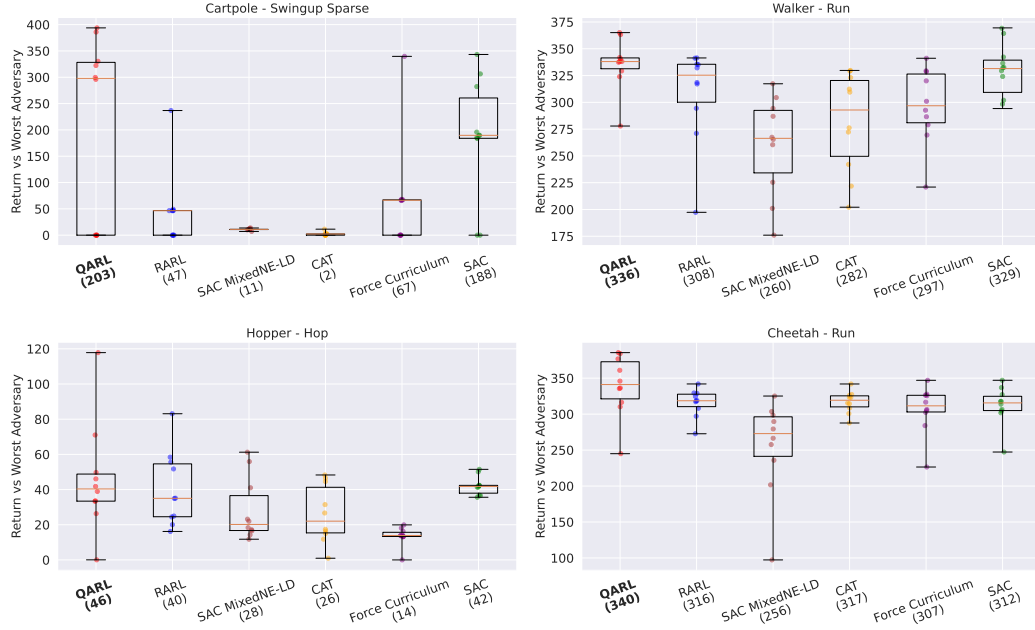 Cartpole - Swingup Sparse
Return vs Worst Adversary
400
350
300
250
200
150
100
50
0
QARL
(203)
RARL
(47)
SAC MixedNE-LD
(11)
CAT
(2)
Force Curriculum
(67)
SAC
(188)
Walker - Run
Return vs Worst Adversary
375
350
325
300
275
250
225
200
175
QARL
(336)
RARL
(308)
SAC MixedNE-LD
(260)
CAT
(282)
Force Curriculum
(297)
SAC
(329)
Hopper - Hop
Return vs Worst Adversary
120
100
80
60
40
20
0
QARL
(46)
RARL
(40)
SAC MixedNE-LD
(28)
CAT
(26)
Force Curriculum
(14)
SAC
(42)
Cheetah - Run
Return vs Worst Adversary
350
300
250
200
150
100
QARL
(340)
RARL
(316)
SAC MixedNE-LD
(256)
CAT
(317)
Force Curriculum
(307)
SAC
(312)